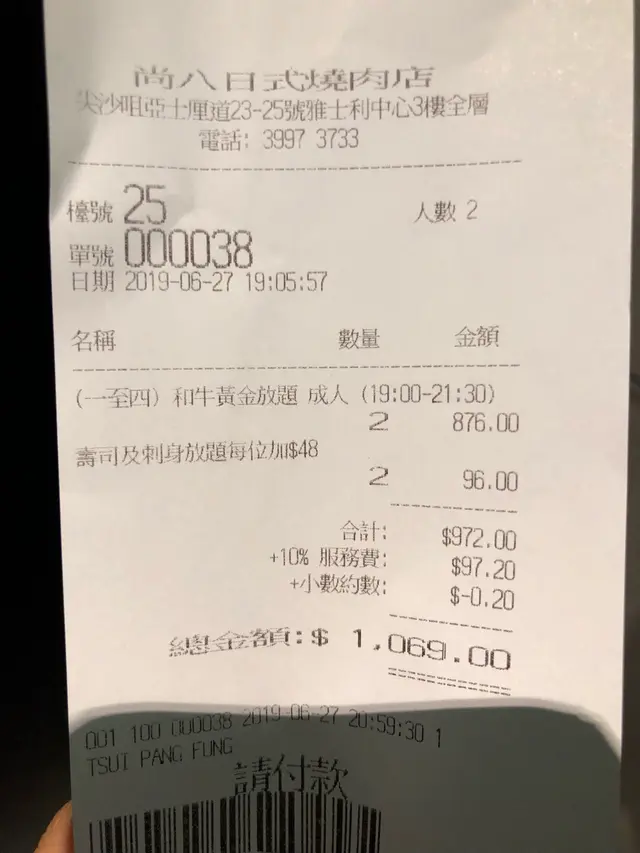 尚八日式燒肉店
尖沙咀亞士厘道23-25號雅士利中心3樓全層
電話: 3997 3733
檯號 25 人數 2
單號 000038
日期 2019-06-27 19:05:57
名稱 數量 金額
(一至四) 和牛黃金放題 成人 (19:00-21:30)
2 876.00
壽司及刺身放題每位加$48
2 96.00
合計: $972.00
+10% 服務費: $97.20
+小數約數: $-0.20
總金額:$ 1,069.00
001 100 000038 2019-06-27 20:59:30 1
TSUI PANG FUNG
請付款